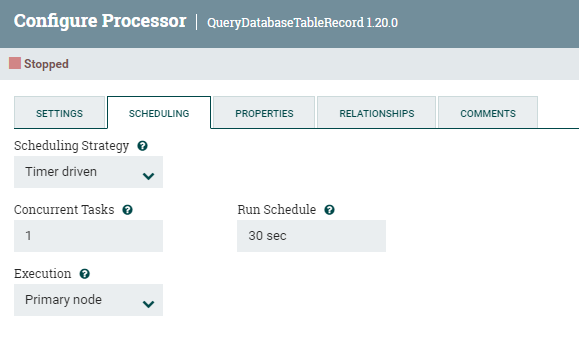 Configure Processor | QueryDatabaseTableRecord 1.20.0
Stopped
SETTINGS SCHEDULING PROPERTIES RELATIONSHIPS COMMENTS
Scheduling Strategy ?
Timer driven
Concurrent Tasks ? Run Schedule ?
1 30 sec
Execution ?
Primary node